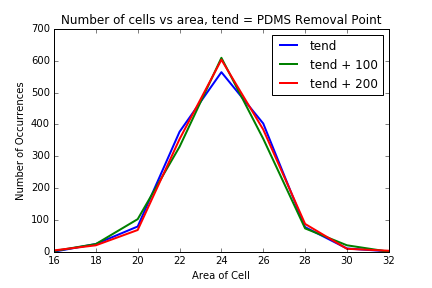 Number of cells vs area, tend = PDMS Removal Point
700
600
500
400
300
200
100
0
Number of Occurrences
tend
tend + 100
tend + 200
16 18 20 22 24 26 28 30 32
Area of Cell